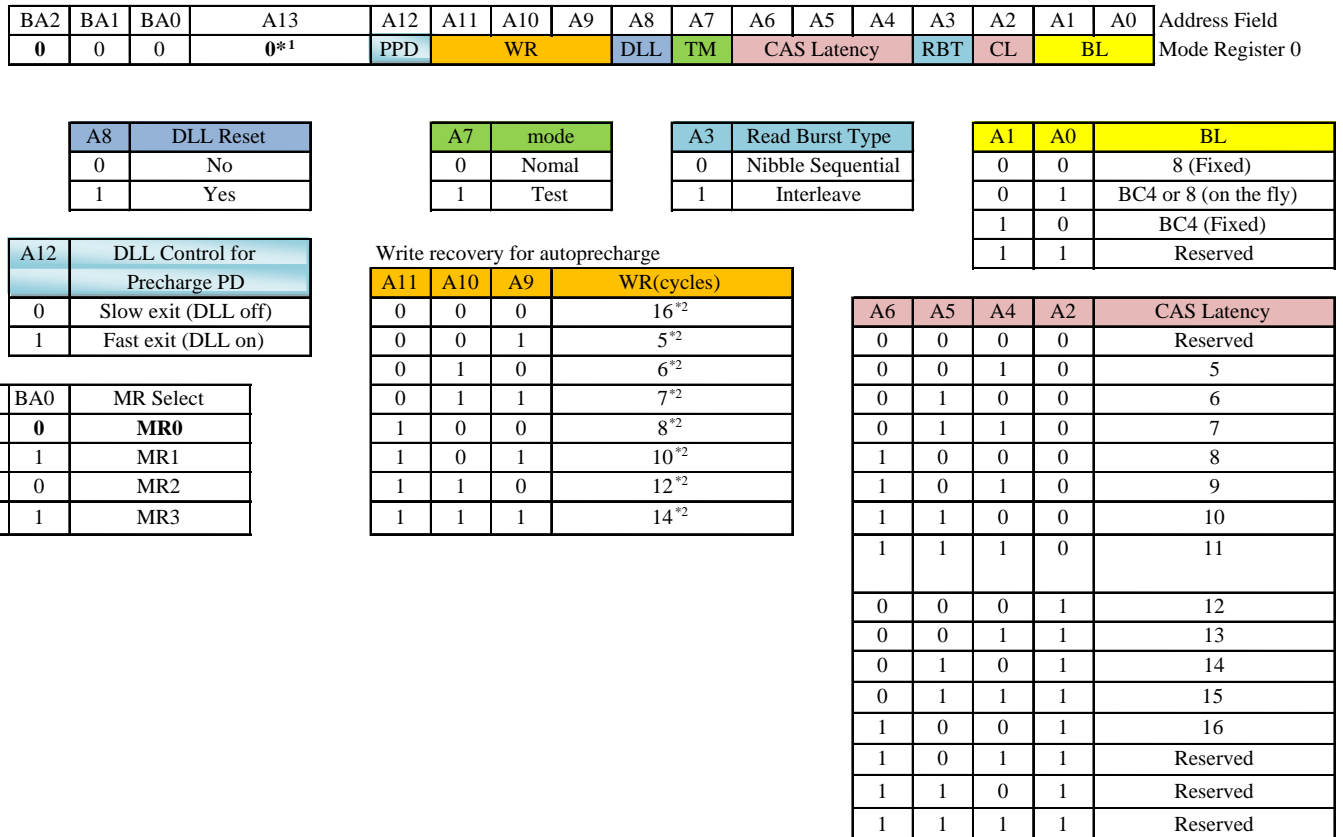 BA2 BA1 BA0 A13 A12 A11 A10 A9 A8 A7 A6 A5 A4 A3 A2 A1 A0 Address Field
0 0 0 0*1 PPD WR DLL TM CAS Latency RBT CL BL Mode Register 0
A8 DLL Reset
0 No
1 Yes
A7 mode
0 Nomal
1 Test
A3 Read Burst Type
0 Nibble Sequential
1 Interleave
A1 A0 BL
0 0 8 (Fixed)
0 1 BC4 or 8 (on the fly)
1 0 BC4 (Fixed)
1 1 Reserved
A12 DLL Control for
Precharge PD
0 Slow exit (DLL off)
1 Fast exit (DLL on)
BA0 MR Select
0 MR0
1 MR1
0 MR2
1 MR3
Write recovery for autoprecharge
A11 A10 A9 WR(cycles)
0 0 0 16*2
0 0 1 5*2
0 1 0 6*2
0 1 1 7*2
1 0 0 8*2
1 0 1 10*2
1 1 0 12*2
1 1 1 14*2
A6 A5 A4 A2 CAS Latency
0 0 0 0 Reserved
0 0 1 0 5
0 1 0 0 6
0 1 1 0 7
1 0 0 0 8
1 0 1 0 9
1 1 0 0 10
1 1 1 0 11
0 0 0 1 12
0 0 1 1 13
0 1 0 1 14
0 1 1 1 15
1 0 0 1 16
1 0 1 1 Reserved
1 1 0 1 Reserved
1 1 1 1 Reserved